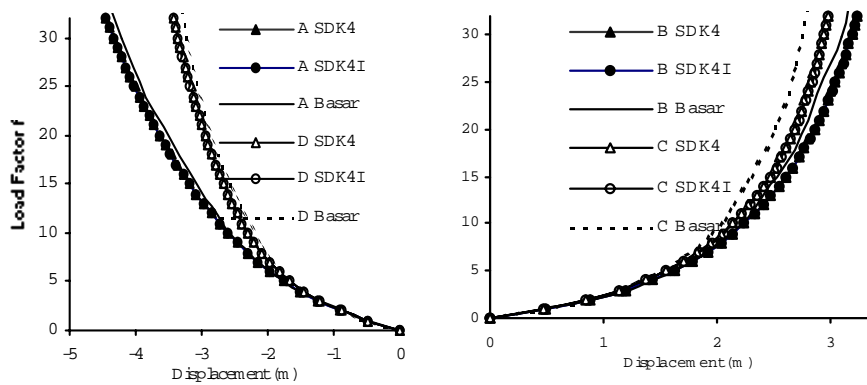 30
25
20
15
10
5
0
-5 -4 -3 -2 -1 0
Load Factor f
Displacement(m)
A SDK4
A SDK4I
A Basar
D SDK4
D SDK4I
D Basar
30
25
20
15
10
5
0
0 1 2 3
Displacement(m)
B SDK4
B SDK4I
B Basar
C SDK4
C SDK4I
C Basar